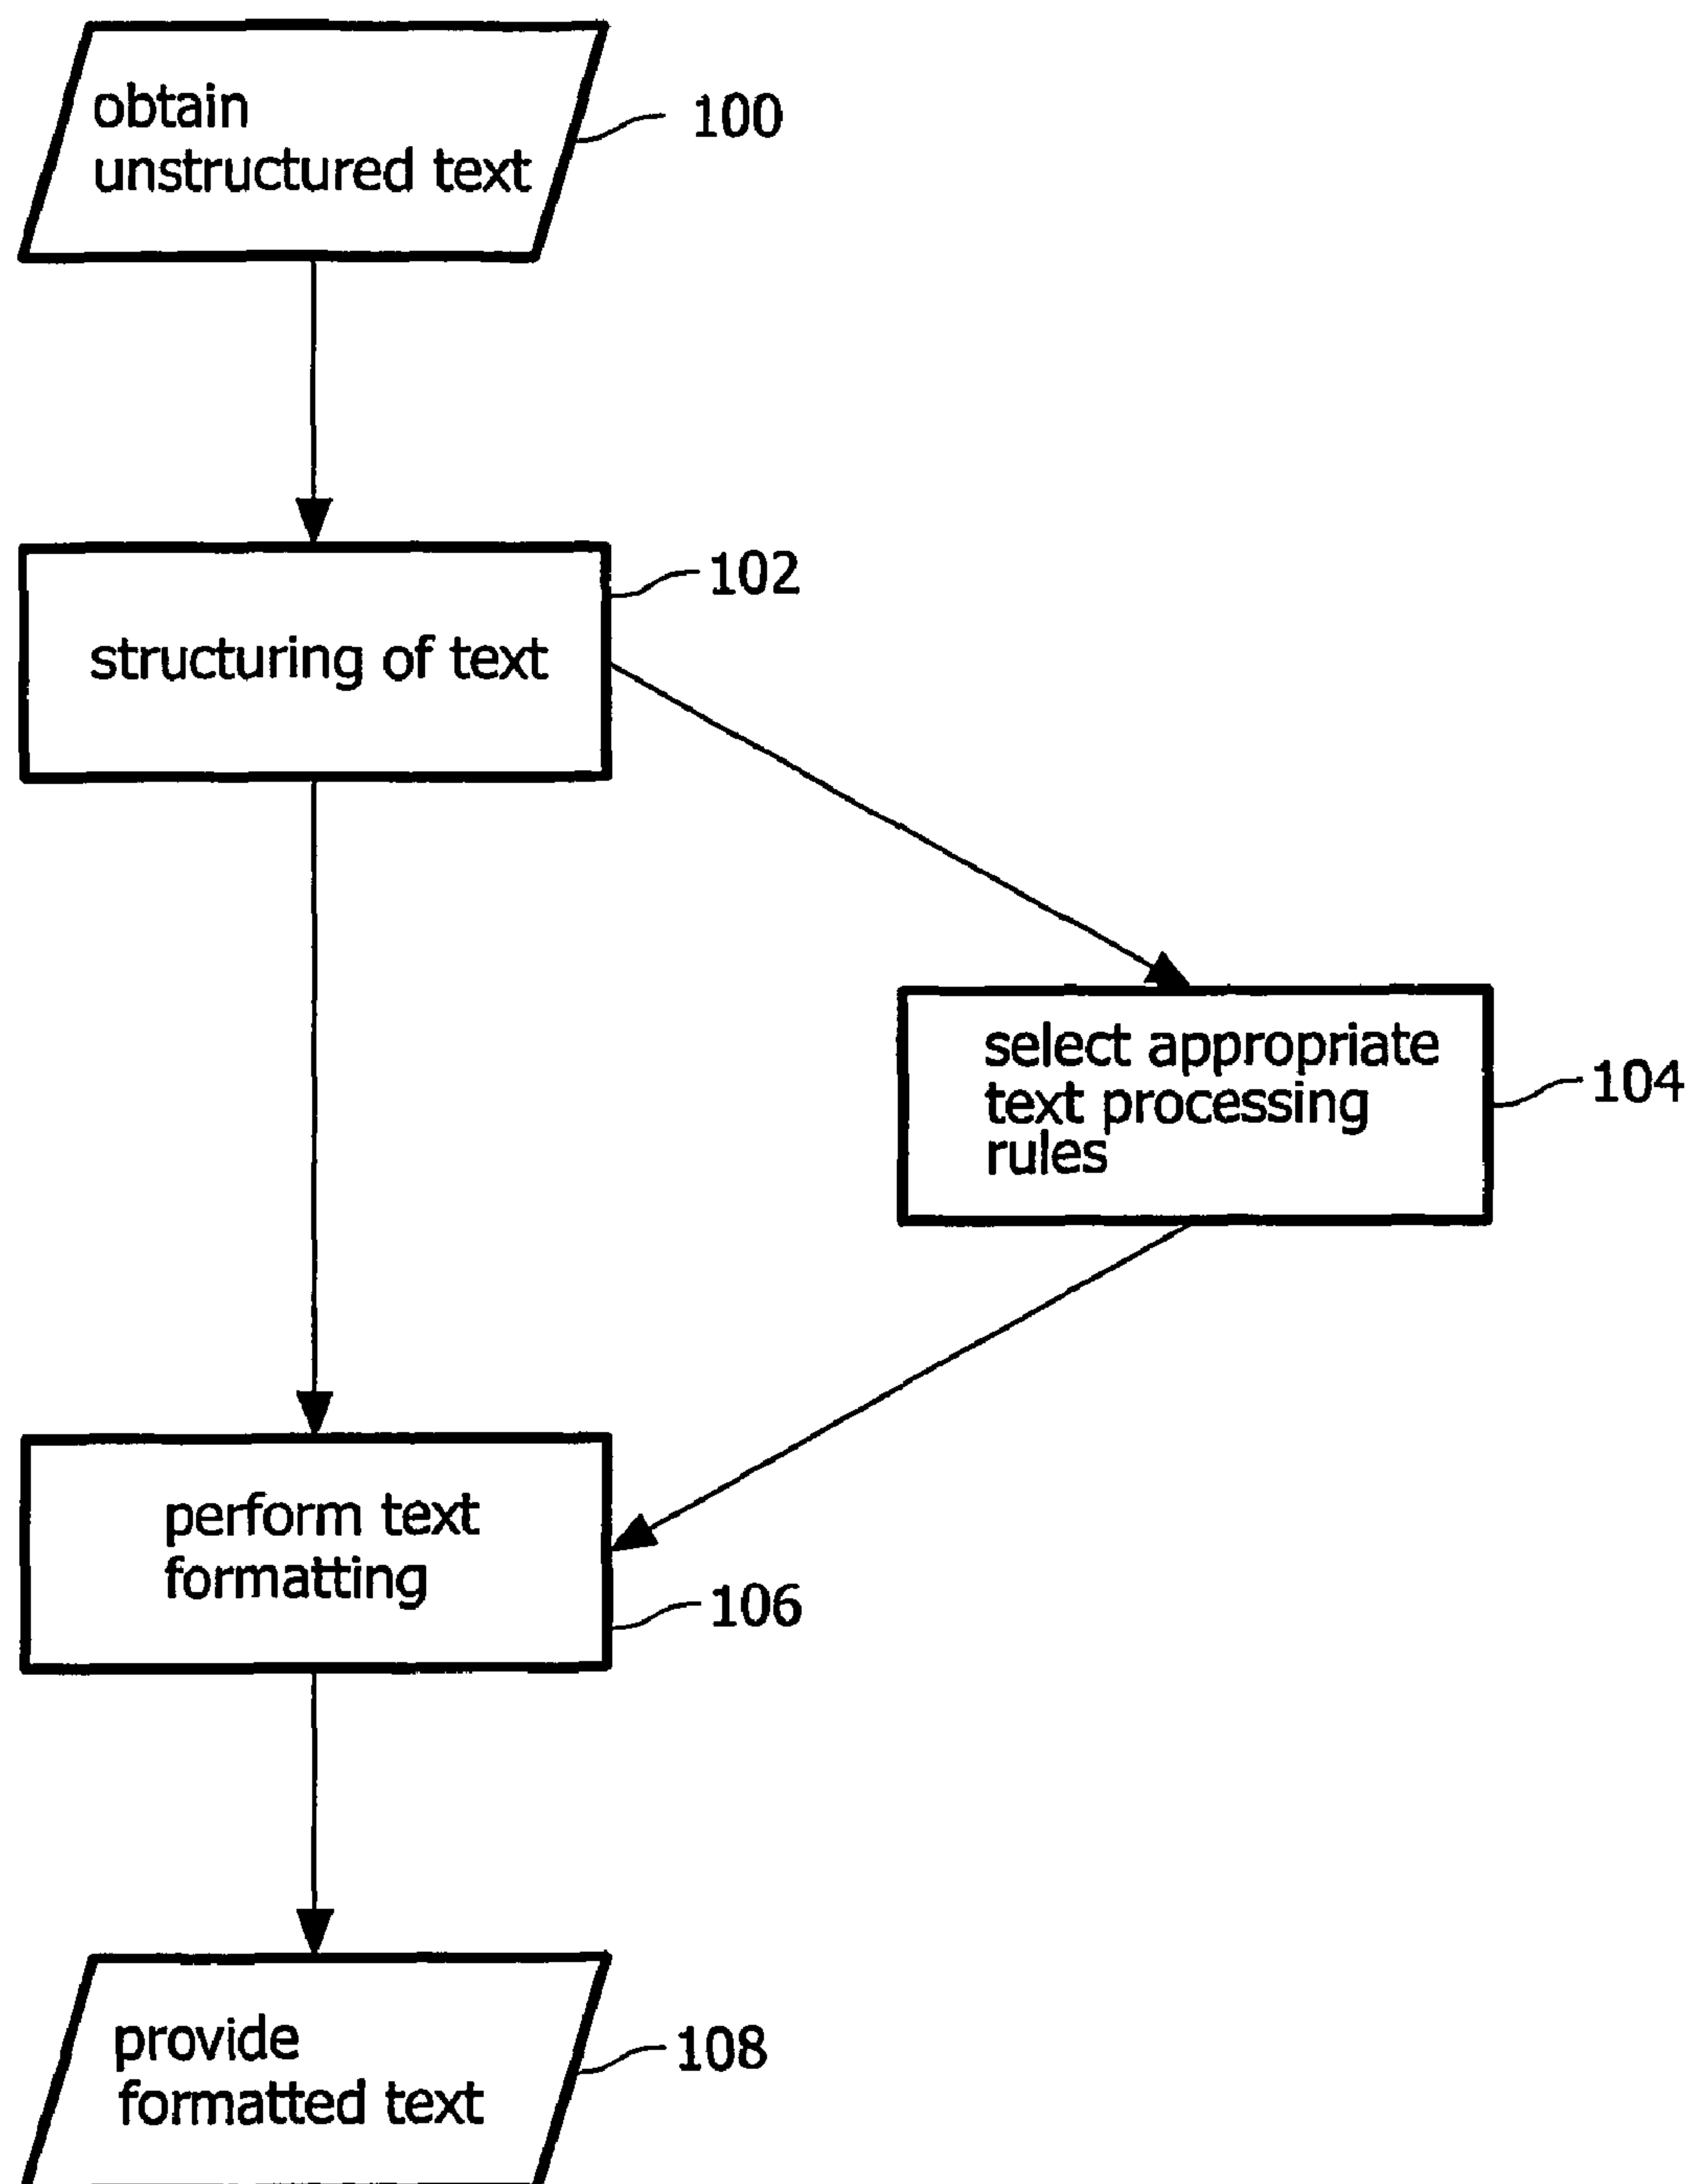 obtain
unstructured text
100
102
structuring of text
select appropriate
text processing
rules
104
perform text
formatting
106
provide
formatted text
108